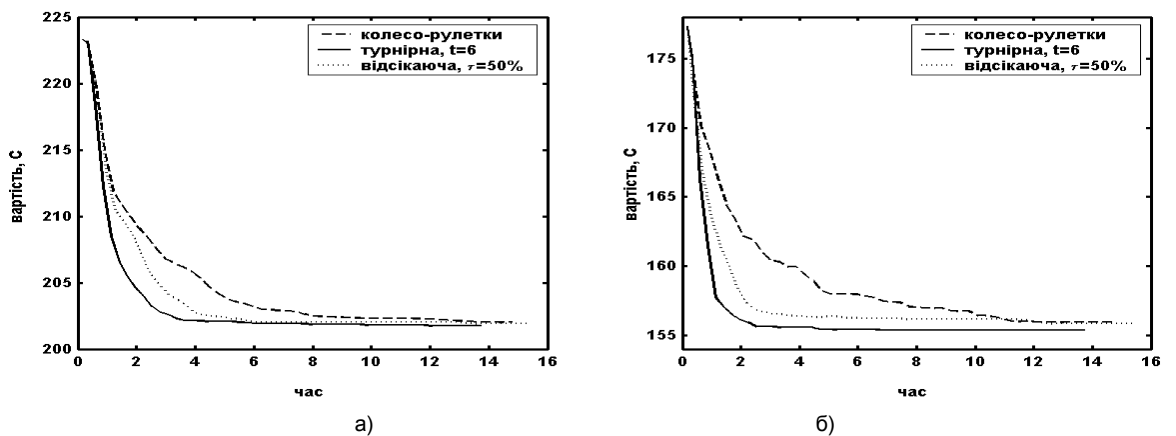 225
220
215
210
205
200
вартість, С
0 2 4 6 8 10 12 14 16
час
колесо-рулетки
турнірна, t=6
відсікаюча, τ=50%
а)
175
170
165
160
155
вартість, С
0 2 4 6 8 10 12 14 16
час
колесо-рулетки
турнірна, t=6
відсікаюча, τ=50%
б)